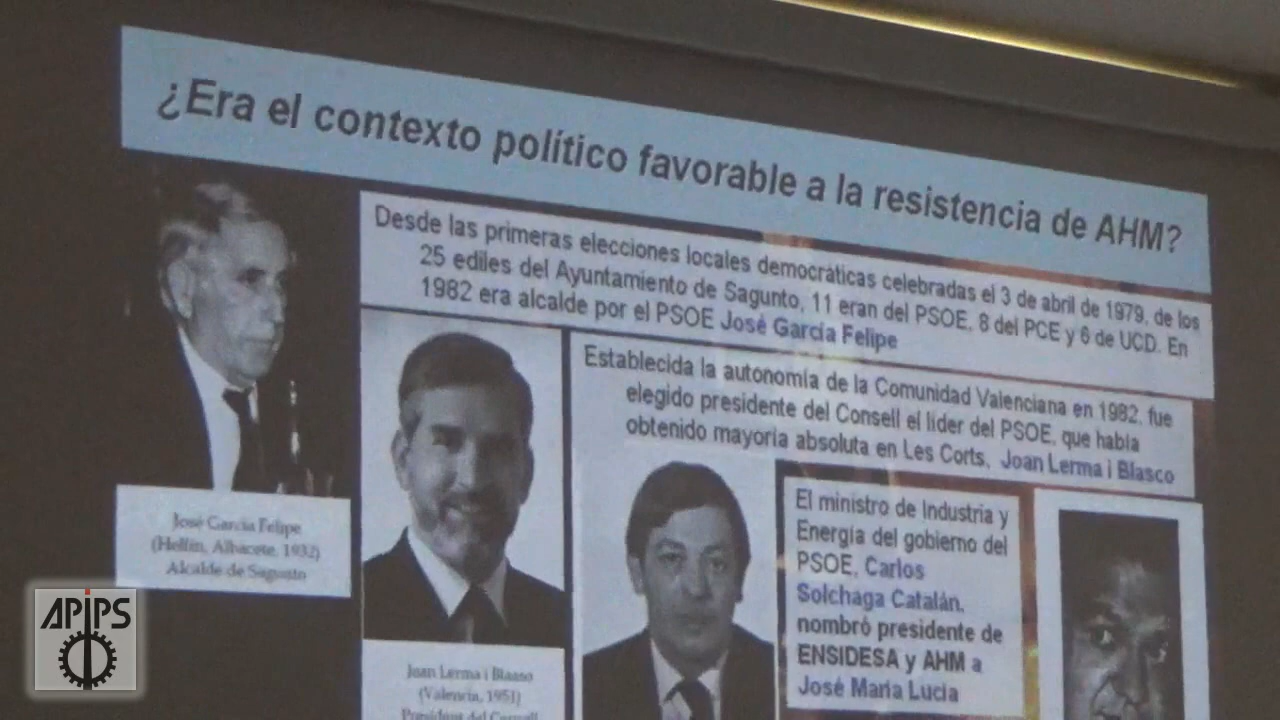 ¿Era el contexto político favorable a la resistencia de AHM?
Desde las primeras elecciones locales democráticas celebradas el 3 de abril de 1979, de los
25 ediles del Ayuntamiento de Sagunto, 11 eran del PSOE, 8 del PCE y 6 de UCD. En
1982 era alcalde por el PSOE José García Felipe
Establecida la autonomía de la Comunidad Valenciana en 1982, fue
elegido presidente del Consell el líder del PSOE, que había
obtenido mayoría absoluta en Les Corts, Joan Lerma i Blasco
El ministro de Industria y
Energía del gobierno del
PSOE, Carlos
Solchaga Catalán,
nombró presidente de
ENSIDESA y AHM a
José María Lucia
José García Felipe
(Hellín, Albacete, 1932)
Alcalde de Sagunto
Joan Lerma i Blasco
(Valencia, 1951)
President del Consell
APIPS